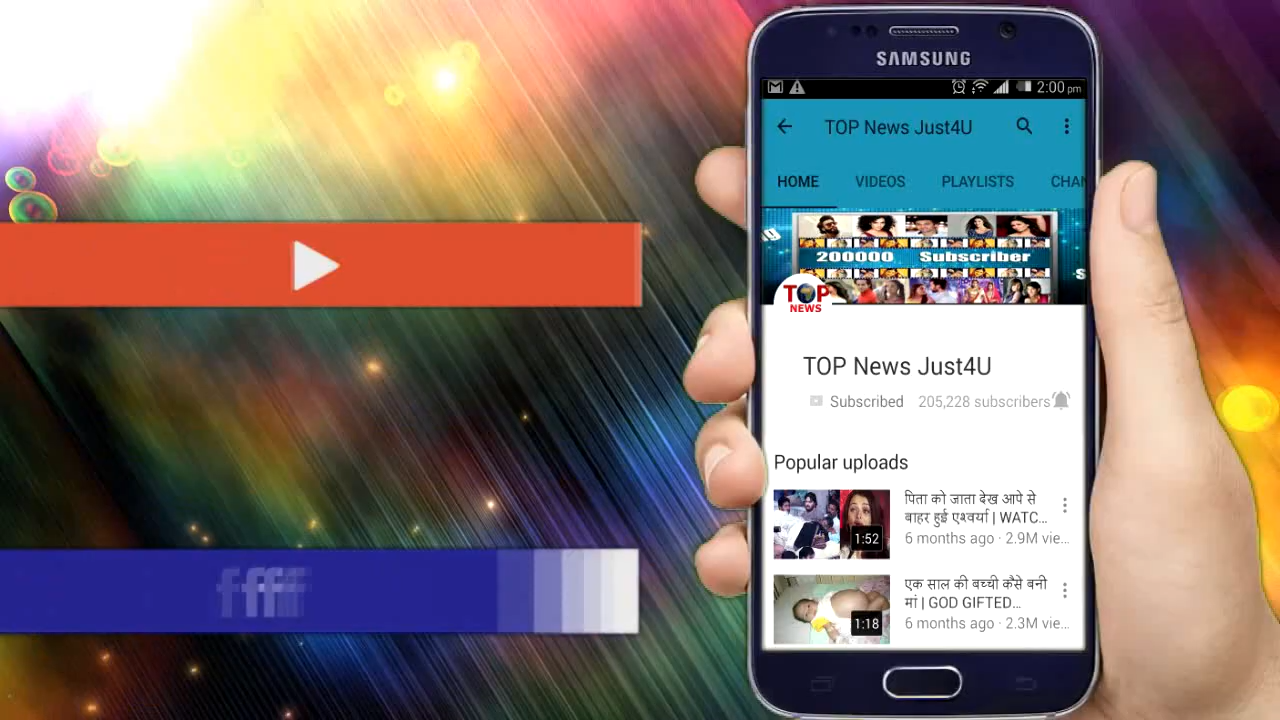 SAMSUNG
2:00 pm
TOP News Just4U
HOME VIDEOS PLAYLISTS CHAN
200000 Subscriber
TOP
NEWS
TOP News Just4U
Subscribed 205,228 subscribers
Popular uploads
पिता को जाता देख आपे से
बाहर हुई एश्वर्या | WATC...
6 months ago · 2.9M vie...
1:52
एक साल की बच्ची कैसे बनी
मां | GOD GIFTED...
6 months ago · 2.3M vie...
1:18